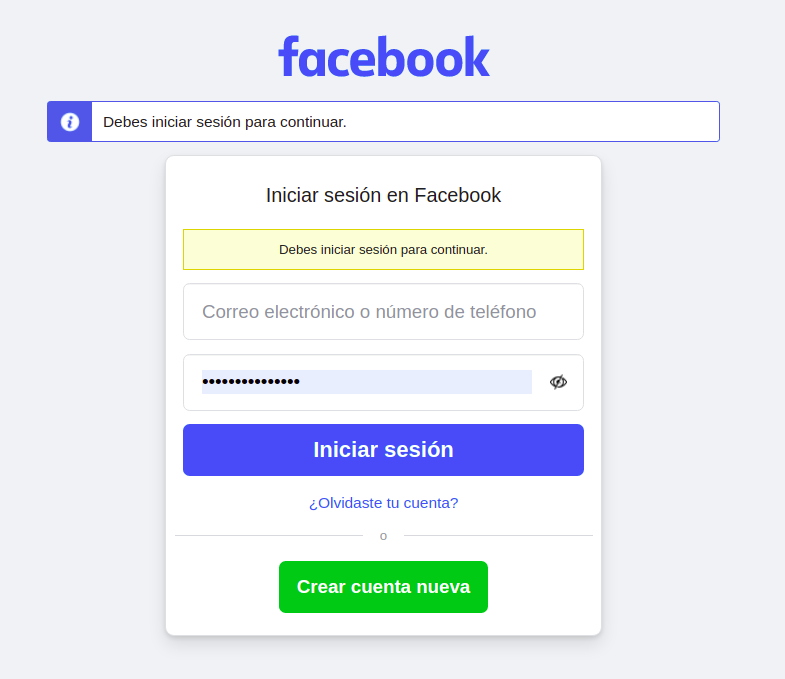 facebook
Debes iniciar sesión para continuar.
Iniciar sesión en Facebook
Debes iniciar sesión para continuar.
Correo electrónico o número de teléfono
•••••••••••••••
Iniciar sesión
¿Olvidaste tu cuenta?
o
Crear cuenta nueva